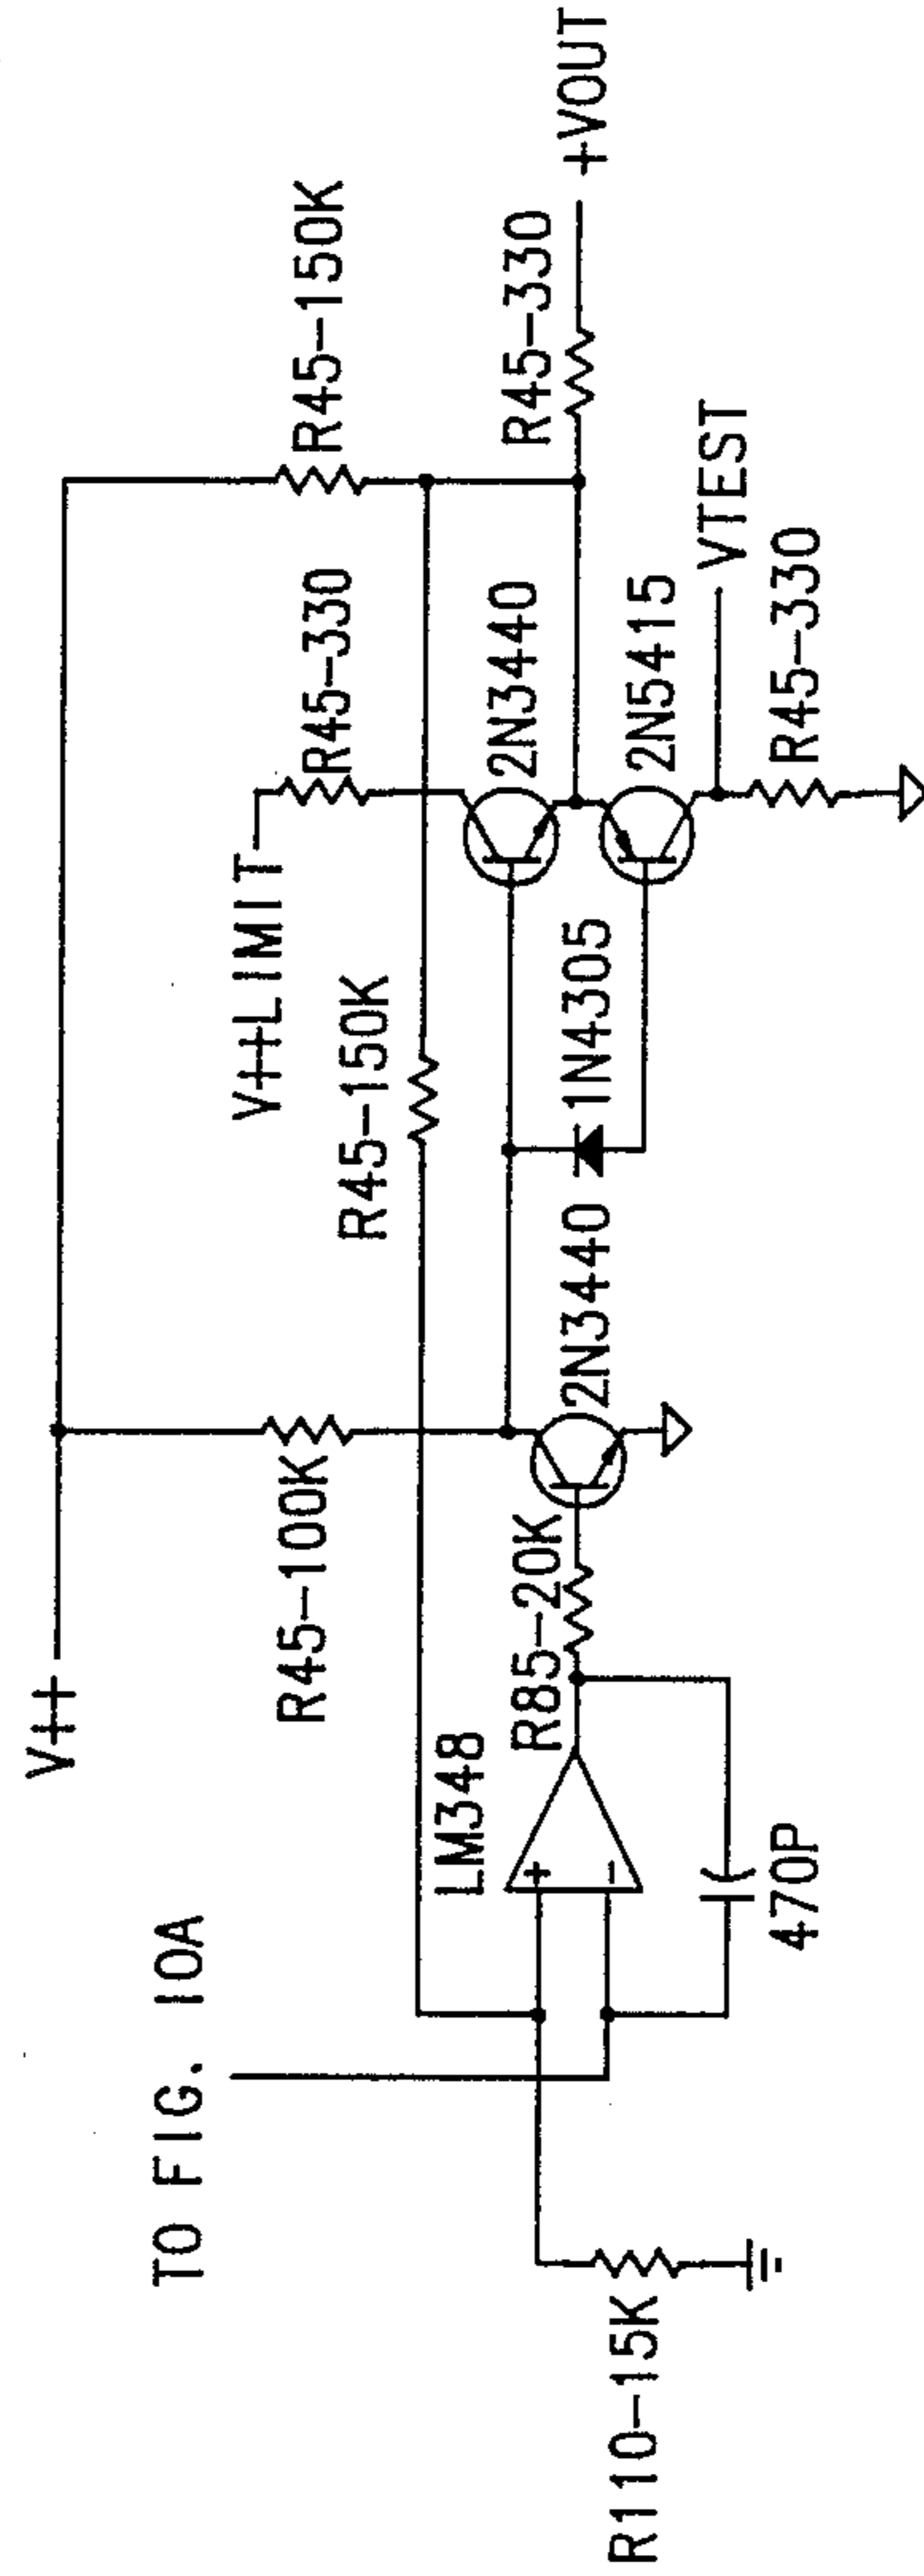 V++
R45-150K
V++LIMIT
R45-330
R45-100K
R45-150K
TO FIG. 10A
LM348
2N3440
R45-330
+VOUT
R85-20K
2N3440
1N4305
2N5415
VTEST
R110-15K
470P
R45-330
+
-